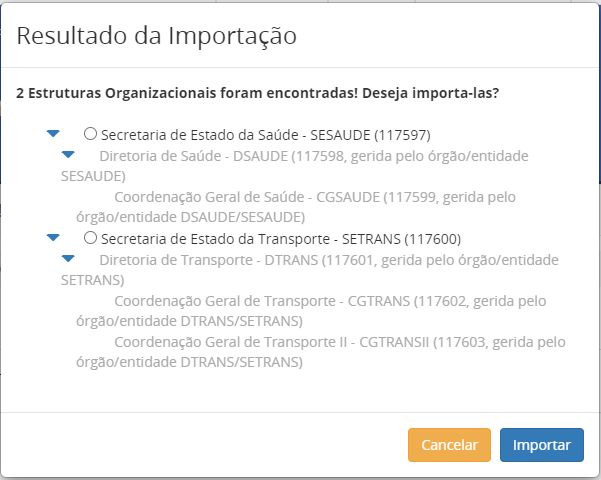 Resultado da Importação
2 Estruturas Organizacionais foram encontradas! Deseja importa-las?
Secretaria de Estado da Saúde - SESAUDE (117597)
Diretoria de Saúde - DSAUDE (117598, gerida pelo órgão/entidade
SESAUDE)
Coordenação Geral de Saúde - CGSAUDE (117599, gerida pelo
órgão/entidade DSAUDE/SESAUDE)
Secretaria de Estado da Transporte - SETRANS (117600)
Diretoria de Transporte - DTRANS (117601, gerida pelo órgão/entidade
SETRANS)
Coordenação Geral de Transporte - CGTRANS (117602, gerida pelo
órgão/entidade DTRANS/SETRANS)
Coordenação Geral de Transporte II - CGTRANSII (117603, gerida pelo
órgão/entidade DTRANS/SETRANS)
Cancelar
Importar